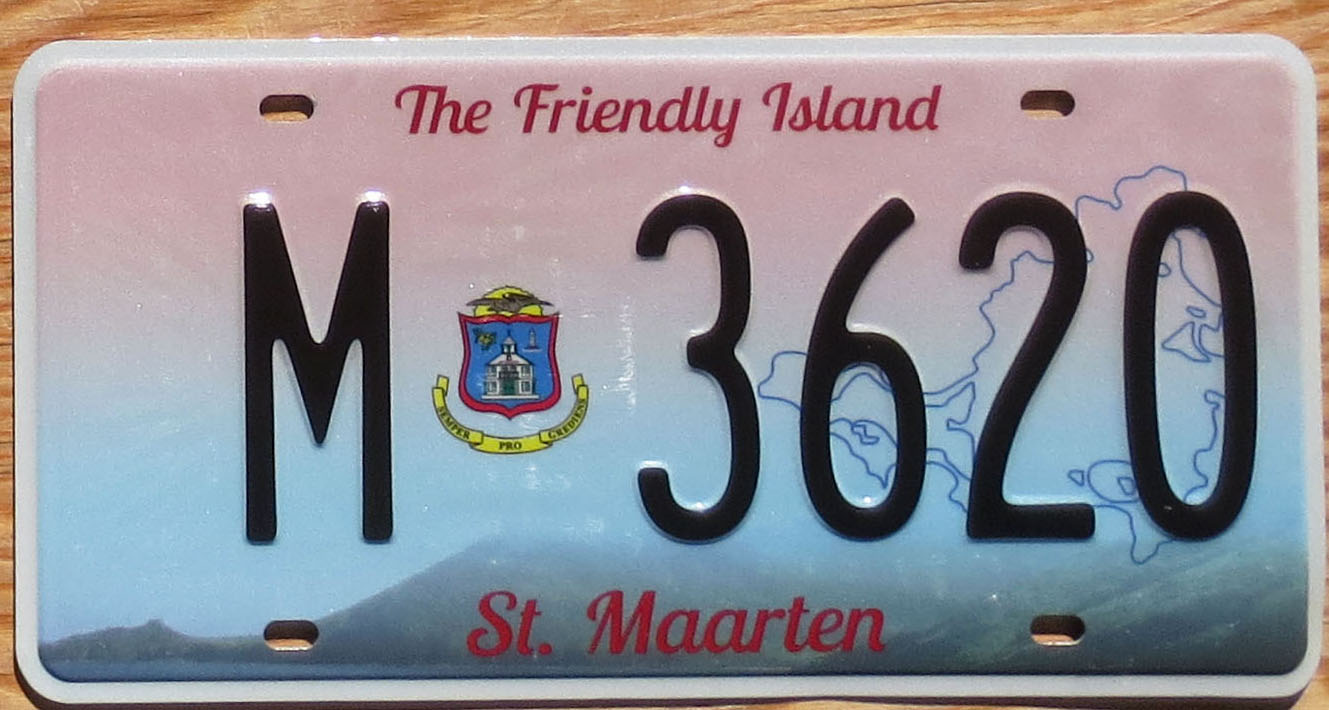 The Friendly Island
M 3620
SEMPER PRO GREDIENS
St. Maarten